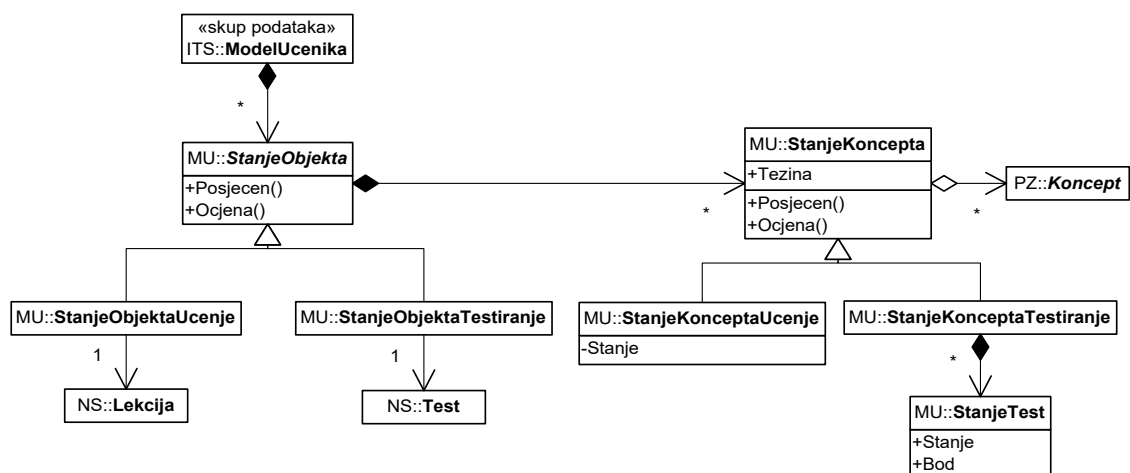 «skup podataka»
ITS::ModelUcenika
*
MU::StanjeObjekta
+Posjecen()
+Ocjena()
*
MU::StanjeKoncepta
+Tezina
+Posjecen()
+Ocjena()
*
PZ::Koncept
MU::StanjeObjektaUcenje
MU::StanjeObjektaTestiranje
MU::StanjeKonceptaUcenje
-Stanje
MU::StanjeKonceptaTestiranje
1
1
*
NS::Lekcija
NS::Test
MU::StanjeTest
+Stanje
+Bod